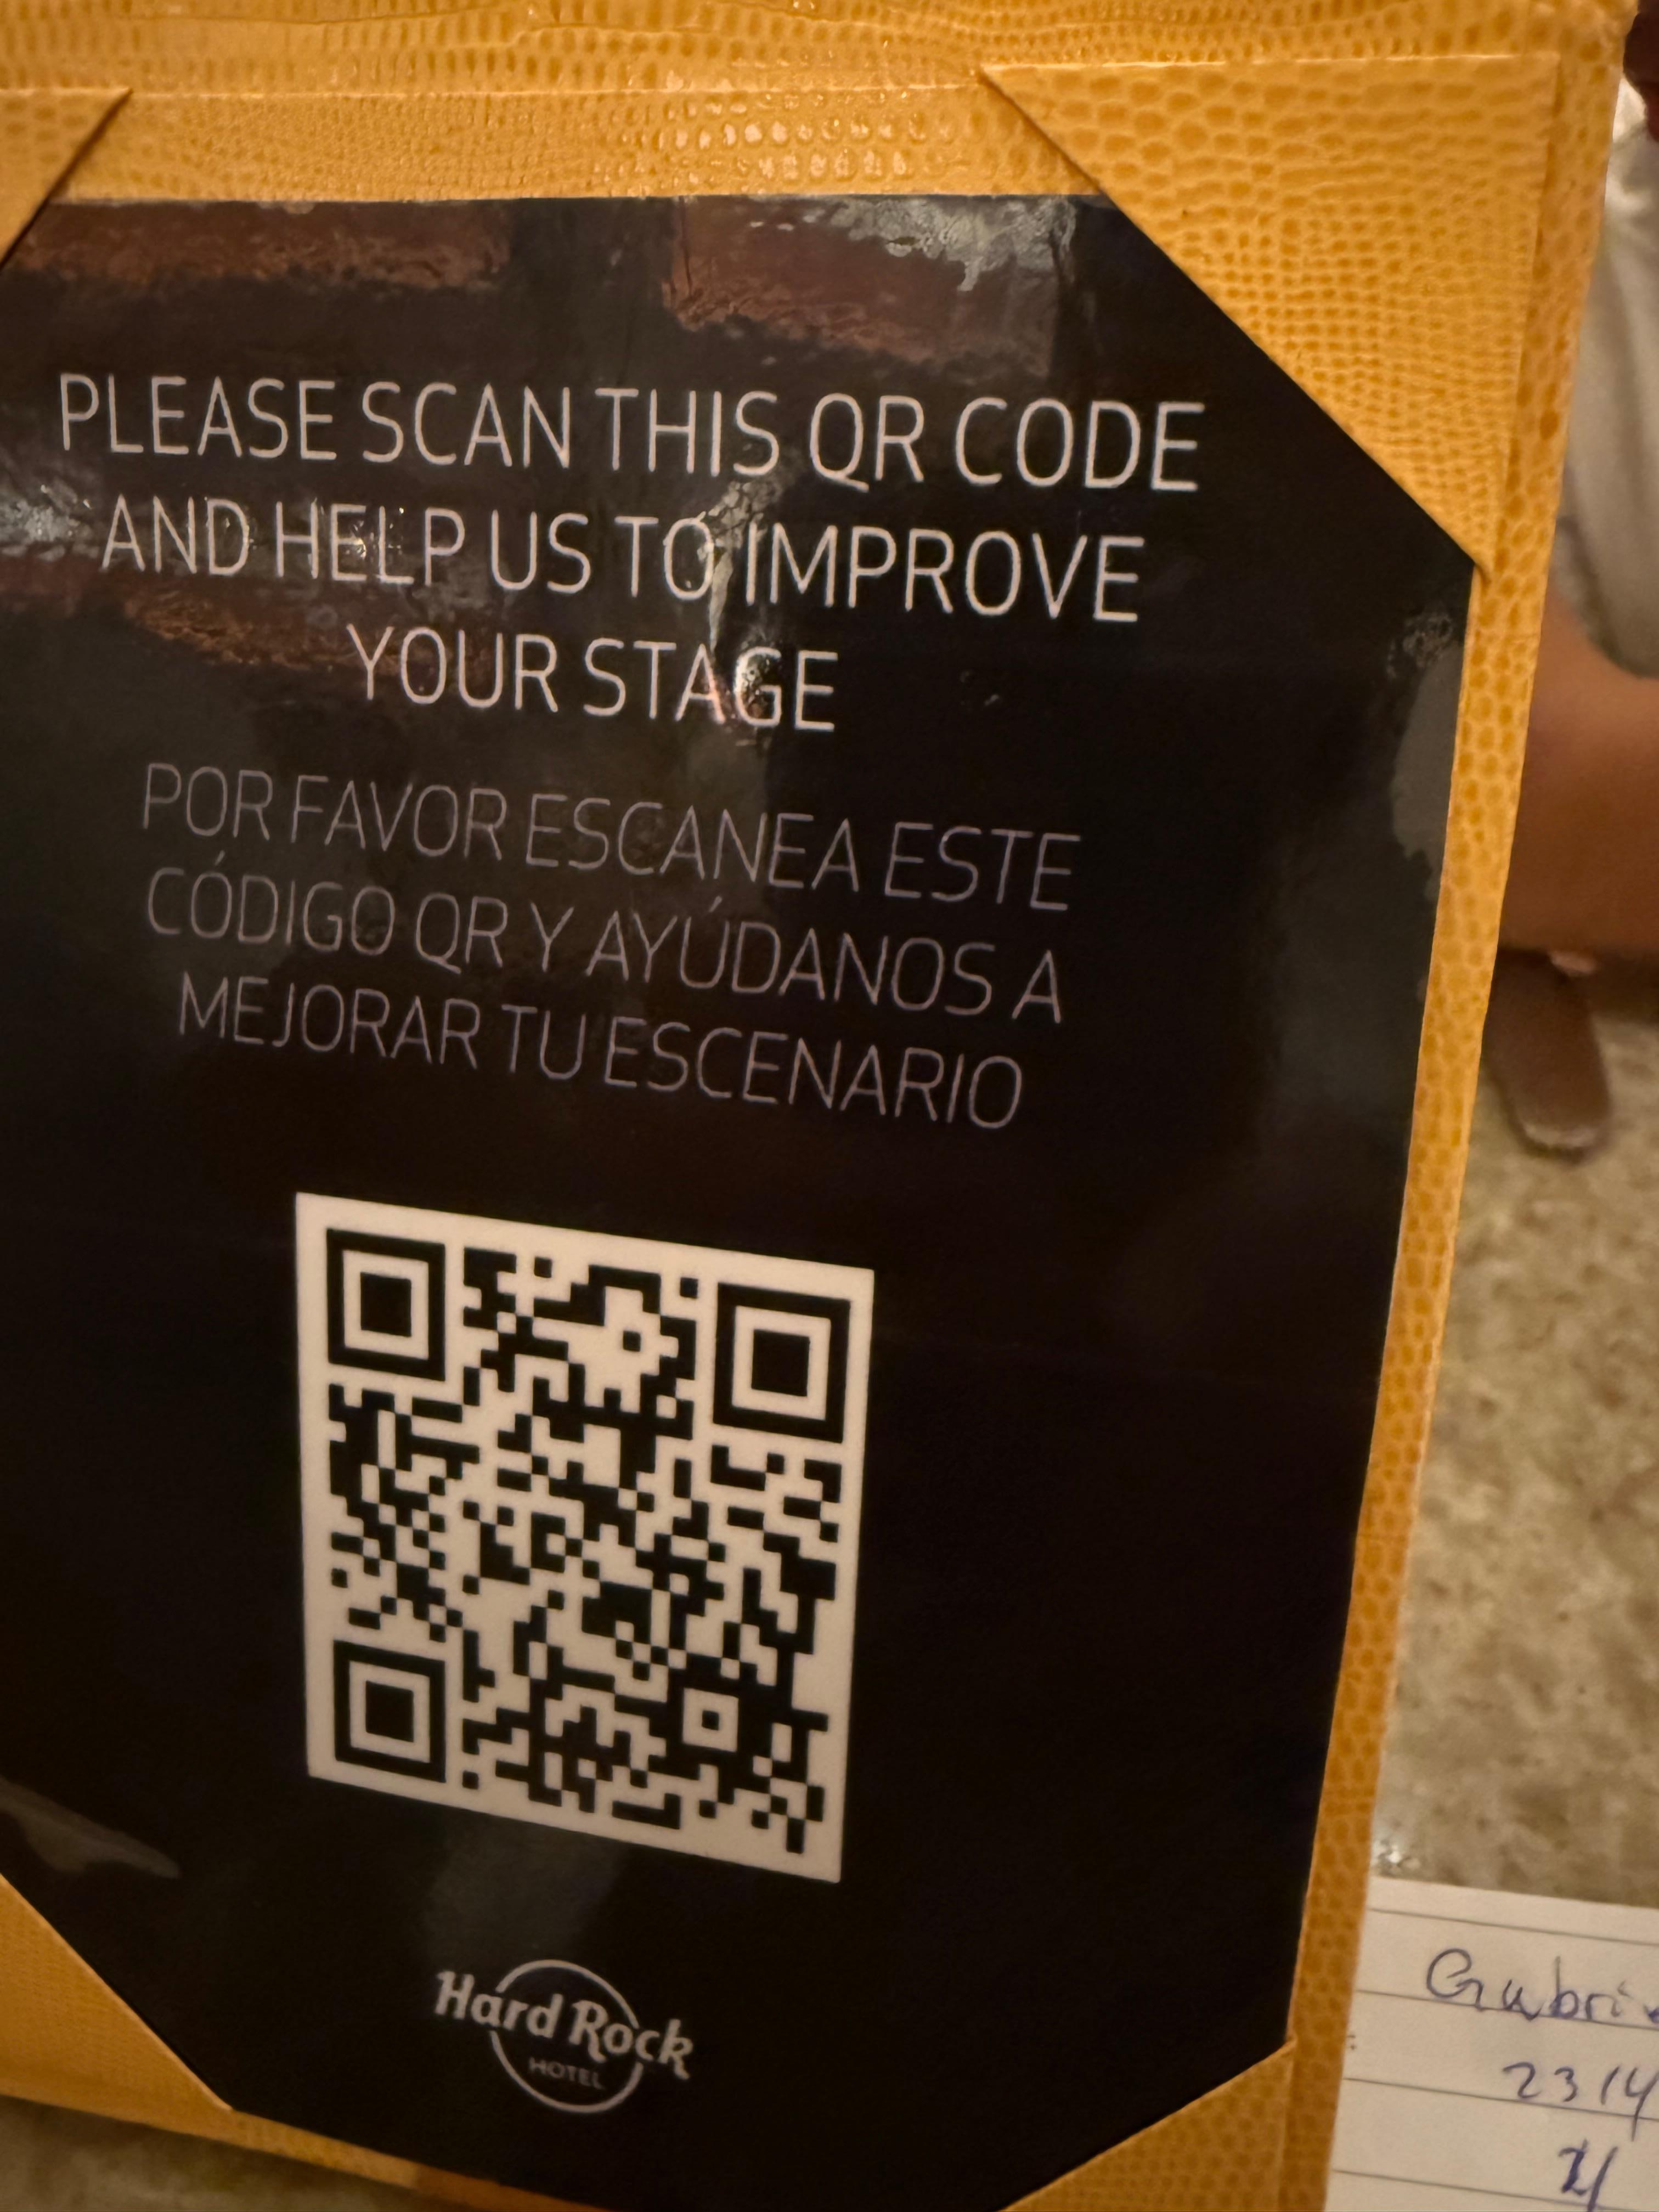 PLEASE SCAN THIS QR CODE
AND HELP US TO IMPROVE
YOUR STAGE
POR FAVOR ESCANEA ESTE
CÓDIGO QR Y AYÚDANOS A
MEJORAR TU ESCENARIO
Hard Rock
HOTEL
2314